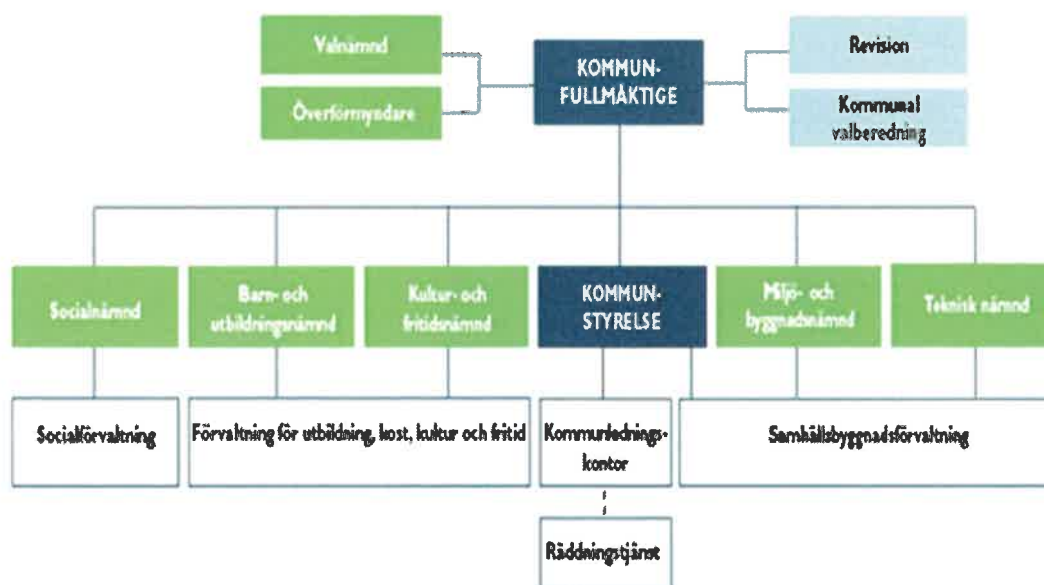 Valnämnd
Överförmyndare
KOMMUN-
FULLMÄKTIGE
Revision
Kommunal
valberedning
Socialnämnd
Barn- och
utbildningsnämnd
Kultur- och
fritidsnämnd
KOMMUN-
STYRELSE
Miljö- och
byggnadsnämnd
Teknisk nämnd
Socialförvaltning
Förvaltning för utbildning, kost, kultur och fritid
Kommunlednings-
kontor
Samhällsbyggnadsförvaltning
Räddningstjänst